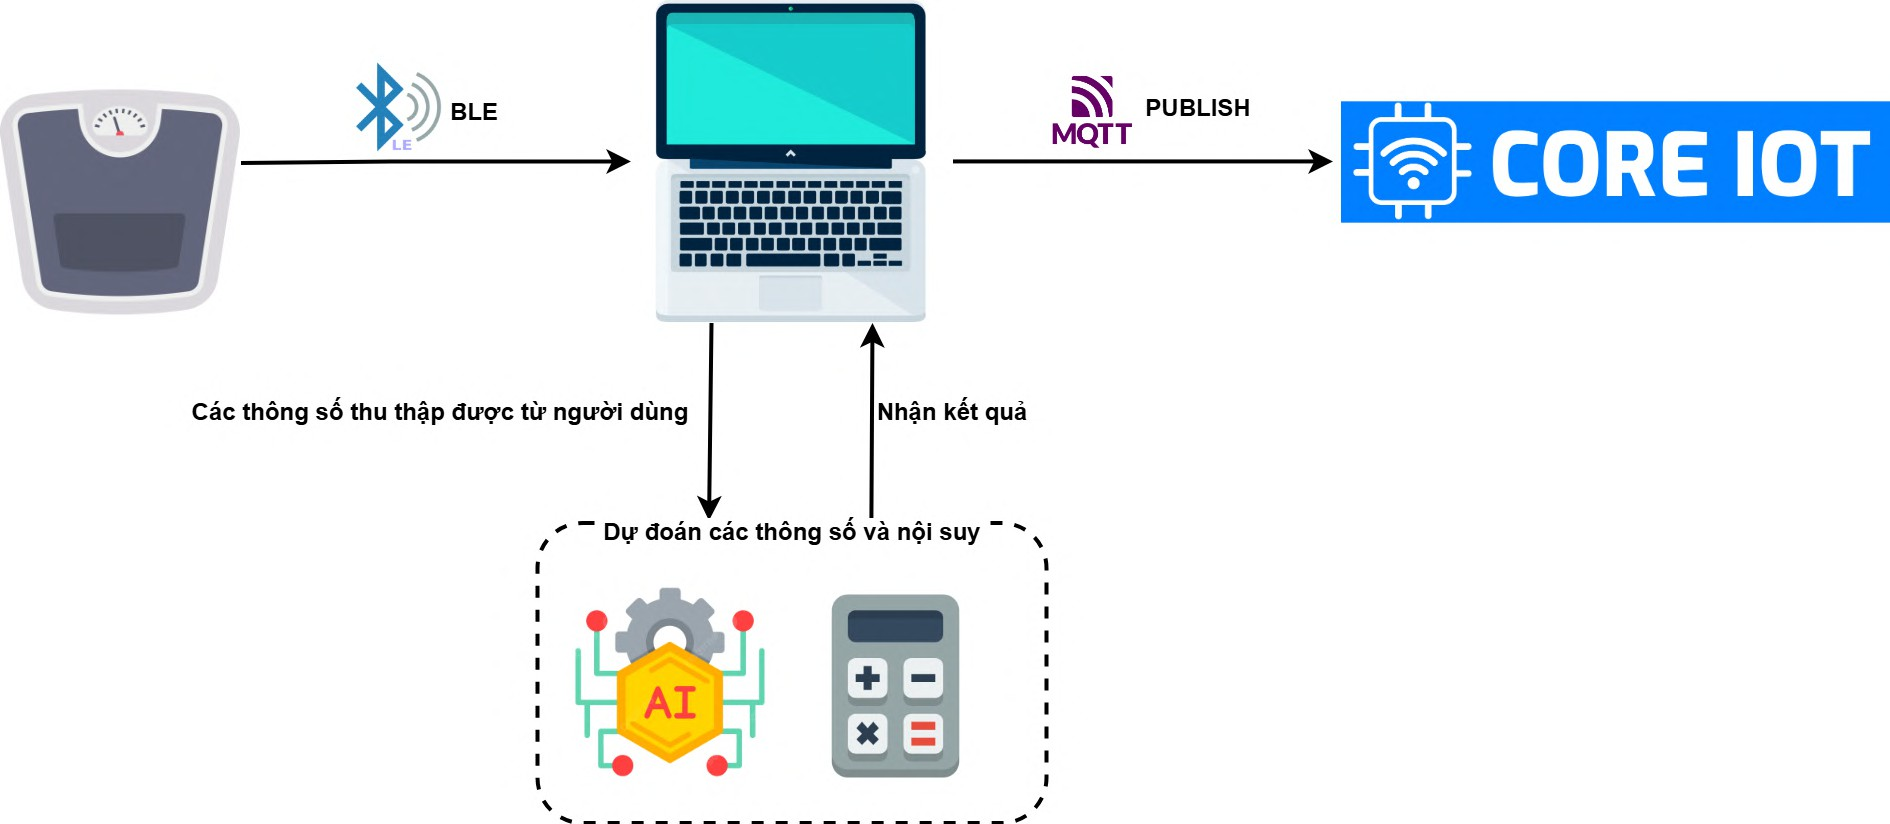 LE
BLE
MQTT
PUBLISH
CORE IOT
Các thông số thu thập được từ người dùng
Nhận kết quả
Dự đoán các thông số và nội suy
AI